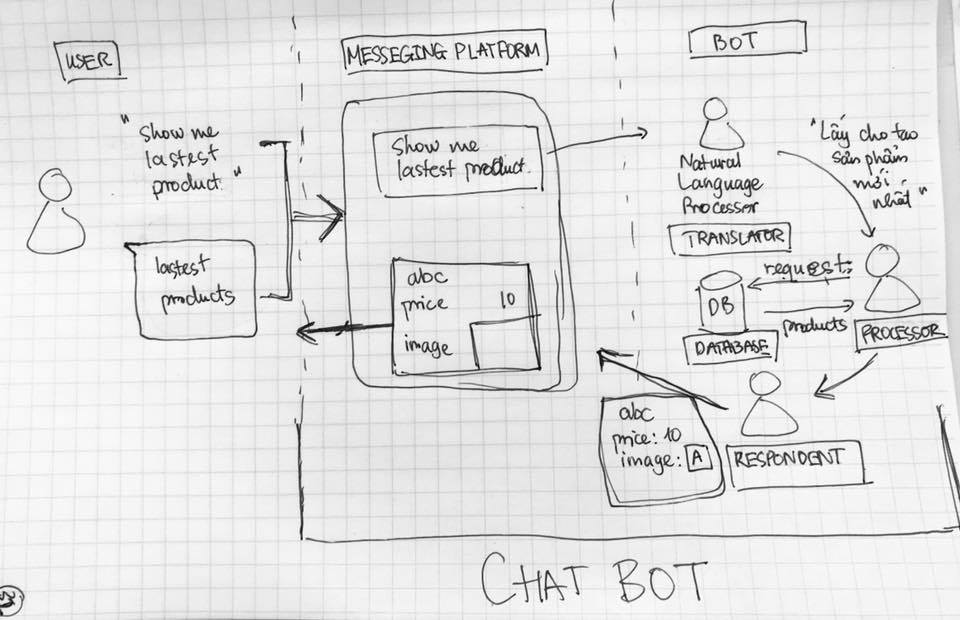 USER
MESSEGING PLATFORM
BOT
"Show me
lastest
product."
lastest
products
Show me
lastest product.
abc
price 10
image
Natural
Language
Processor
TRANSLATOR
"Lấy cho tao
sản phẩm
mới
nhất"
request
products
DB
DATABASE
PROCESSOR
abc
price: 10
image: A
RESPONDENT
CHAT BOT